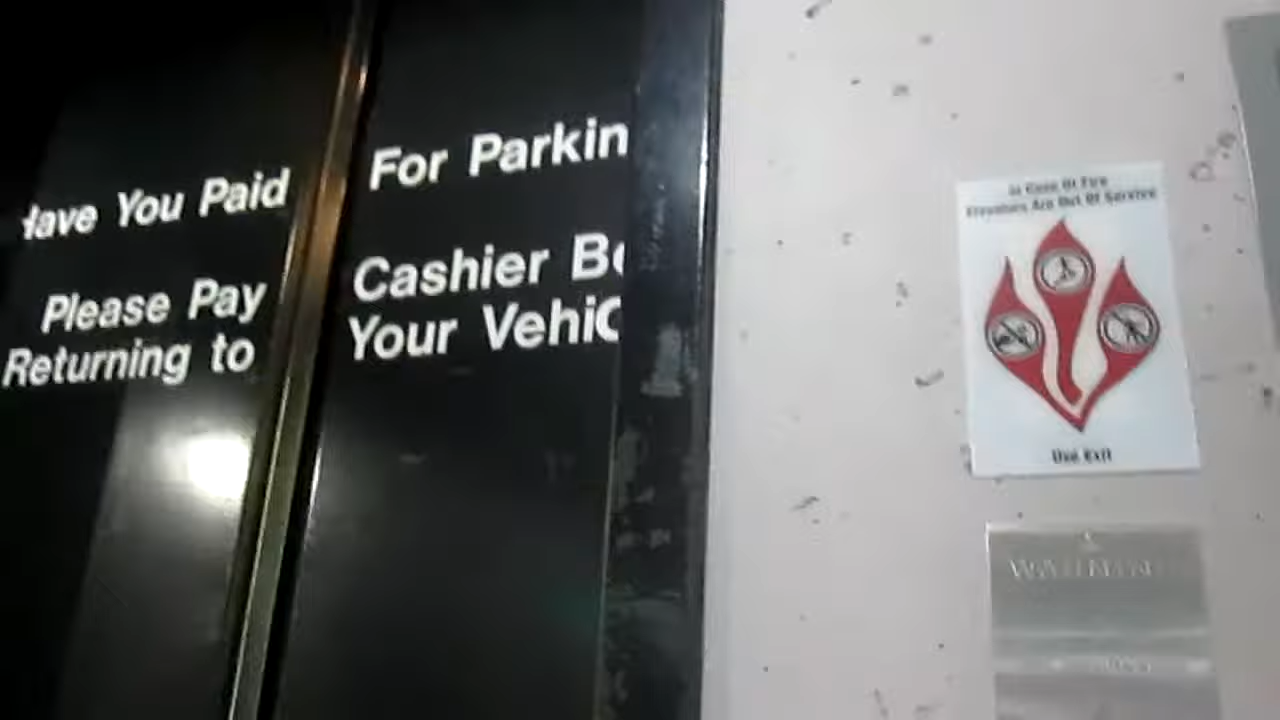 Have You Paid For Parkin
Please Pay Cashier Be
Returning to Your Vehic
In Case Of Fire
Elevators Are Out Of Service
Use Exit